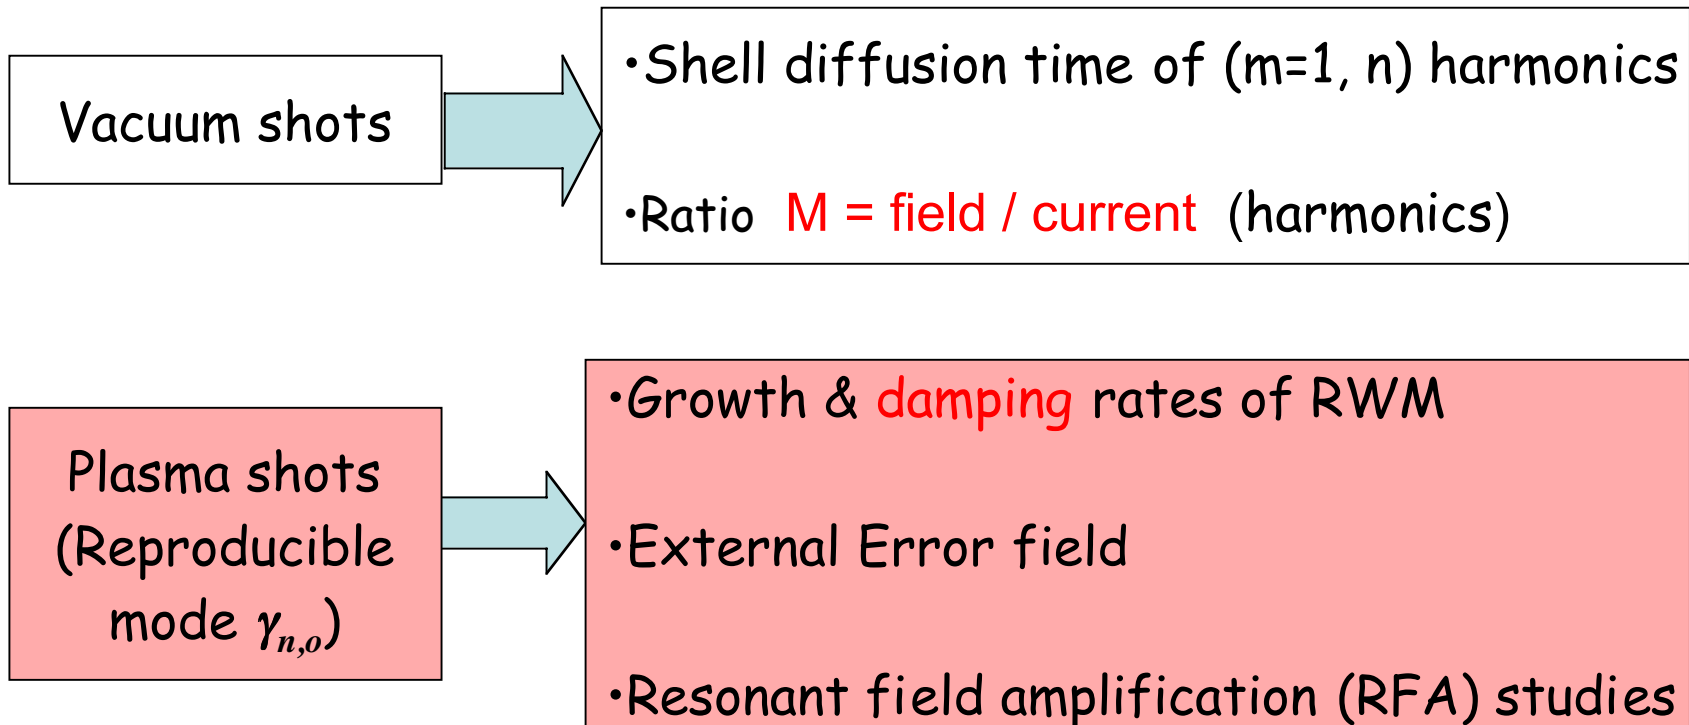 Vacuum shots
•Shell diffusion time of (m=1, n) harmonics
•Ratio M = field / current (harmonics)
Plasma shots
(Reproducible
mode γn,o)
•Growth & damping rates of RWM
•External Error field
•Resonant field amplification (RFA) studies